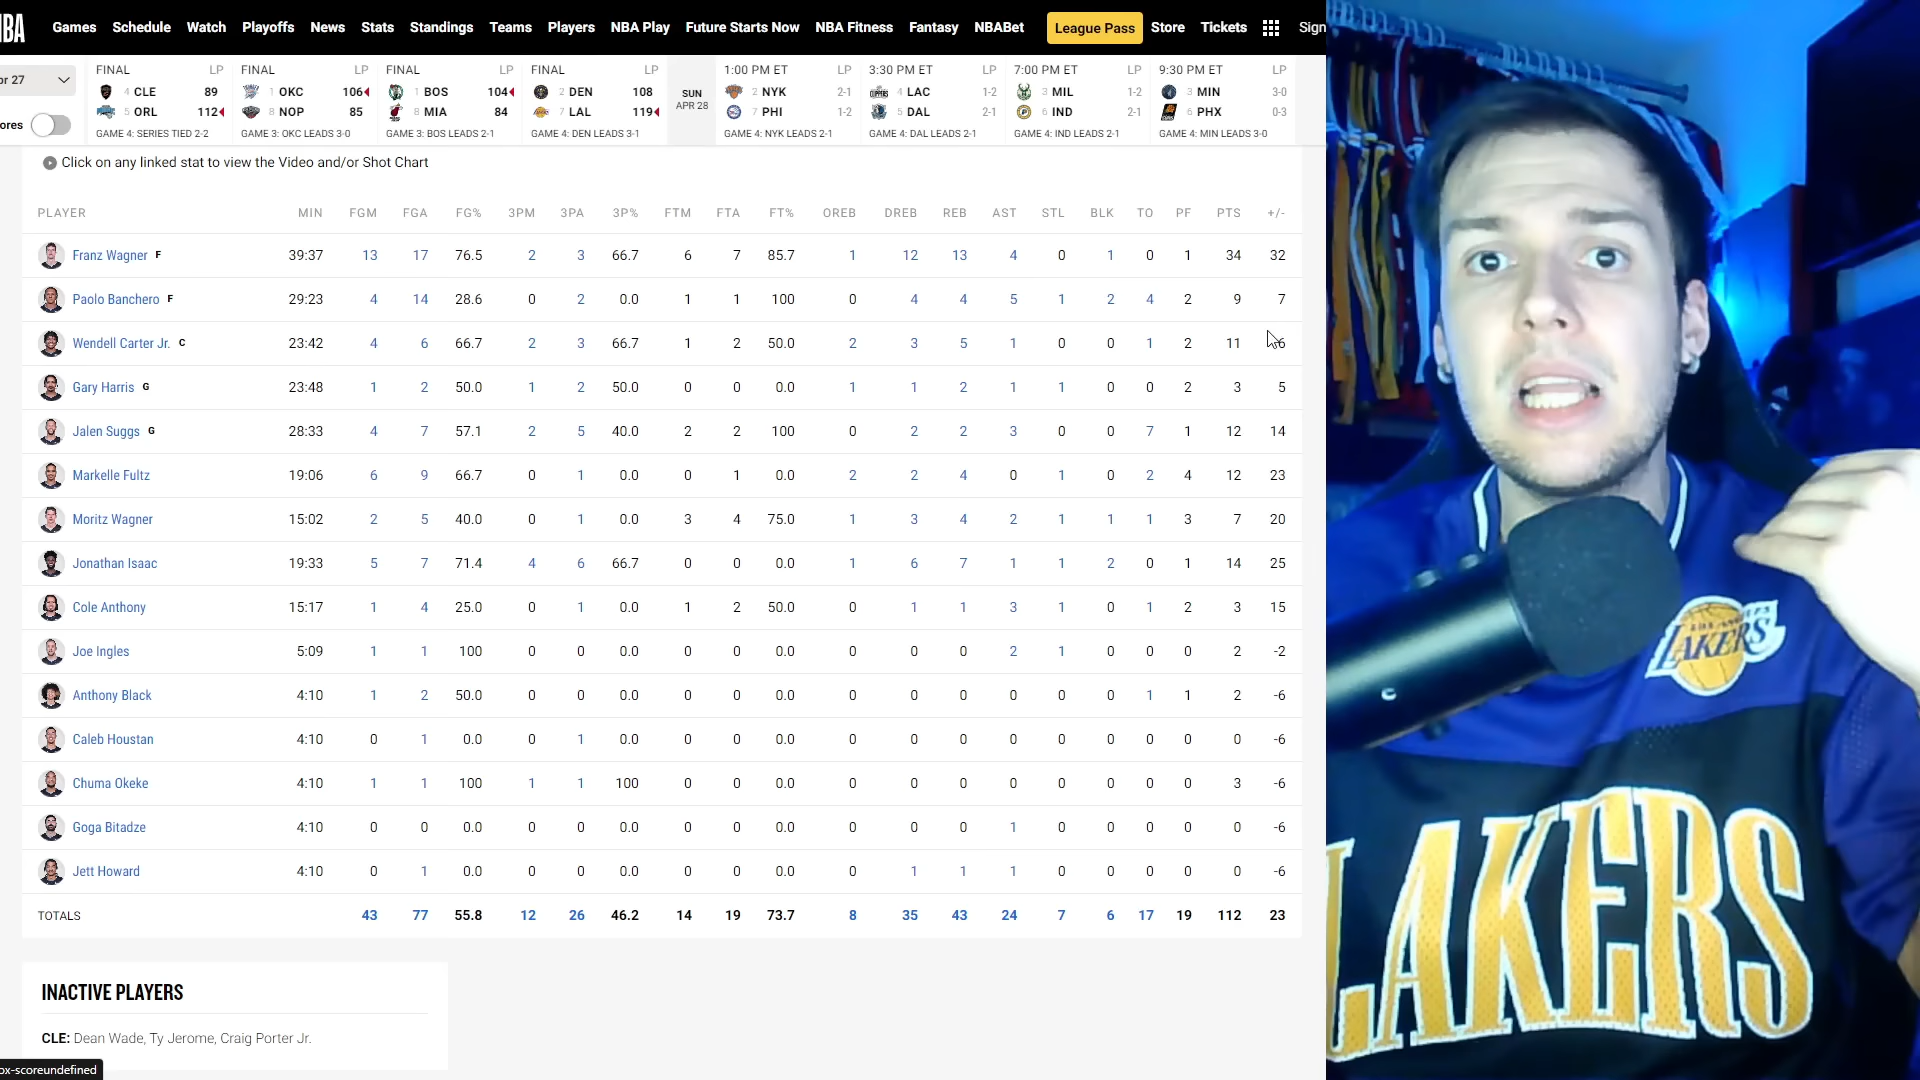 NBA Games Schedule Watch Playoffs News Stats Standings Teams Players NBA Play Future Starts Now NBA Fitness Fantasy NBABet League Pass Store Tickets Sign
or 27
ores
FINAL LP
4 CLE 89
5 ORL 112
GAME 4: SERIES TIED 2-2
FINAL LP
1 OKC 106
8 NOP 85
GAME 3: OKC LEADS 3-0
FINAL LP
1 BOS 104
8 MIA 84
GAME 3: BOS LEADS 2-1
FINAL LP
2 DEN 108
7 LAL 119
GAME 4: DEN LEADS 3-1
SUN
APR 28
1:00 PM ET LP
2 NYK 2-1
7 PHI 1-2
GAME 4: NYK LEADS 2-1
3:30 PM ET LP
4 LAC 1-2
5 DAL 2-1
GAME 4: DAL LEADS 2-1
7:00 PM ET LP
3 MIL 1-2
6 IND 2-1
GAME 4: IND LEADS 2-1
9:30 PM ET LP
3 MIN 3-0
6 PHX 0-3
GAME 4: MIN LEADS 3-0
Click on any linked stat to view the Video and/or Shot Chart
PLAYER MIN FGM FGA FG% 3PM 3PA 3P% FTM FTA FT% OREB DREB REB AST STL BLK TO PF PTS +/-
Franz Wagner F 39:37 13 17 76.5 2 3 66.7 6 7 85.7 1 12 13 4 0 1 0 1 34 32
Paolo Banchero F 29:23 4 14 28.6 0 2 0.0 1 1 100 0 4 4 5 1 2 4 2 9 7
Wendell Carter Jr. C 23:42 4 6 66.7 2 3 66.7 1 2 50.0 2 3 5 1 0 0 1 2 11 6
Gary Harris G 23:48 1 2 50.0 1 2 50.0 0 0 0.0 1 1 2 1 1 0 0 2 3 5
Jalen Suggs G 28:33 4 7 57.1 2 5 40.0 2 2 100 0 2 2 3 0 0 7 1 12 14
Markelle Fultz 19:06 6 9 66.7 0 1 0.0 0 1 0.0 2 2 4 0 1 0 2 4 12 23
Moritz Wagner 15:02 2 5 40.0 0 1 0.0 3 4 75.0 1 3 4 2 1 1 1 3 7 20
Jonathan Isaac 19:33 5 7 71.4 4 6 66.7 0 0 0.0 1 6 7 1 1 2 0 1 14 25
Cole Anthony 15:17 1 4 25.0 0 1 0.0 1 2 50.0 0 1 1 3 1 0 1 2 3 15
Joe Ingles 5:09 1 1 100 0 0 0.0 0 0 0.0 0 0 0 2 1 0 0 0 2 -2
Anthony Black 4:10 1 2 50.0 0 0 0.0 0 0 0.0 0 0 0 0 0 0 1 1 2 -6
Caleb Houstan 4:10 0 1 0.0 0 1 0.0 0 0 0.0 0 0 0 0 0 0 0 0 0 -6
Chuma Okeke 4:10 1 1 100 1 1 100 0 0 0.0 0 0 0 0 0 0 0 0 3 -6
Goga Bitadze 4:10 0 0 0.0 0 0 0.0 0 0 0.0 0 0 0 1 0 0 0 0 0 -6
Jett Howard 4:10 0 1 0.0 0 0 0.0 0 0 0.0 0 1 1 1 0 0 0 0 0 -6
TOTALS 43 77 55.8 12 26 46.2 14 19 73.7 8 35 43 24 7 6 17 19 112 23
INACTIVE PLAYERS
CLE: Dean Wade, Ty Jerome, Craig Porter Jr.
ox-scoreundefined
LOS ANGELES
LAKERS
LAKERS